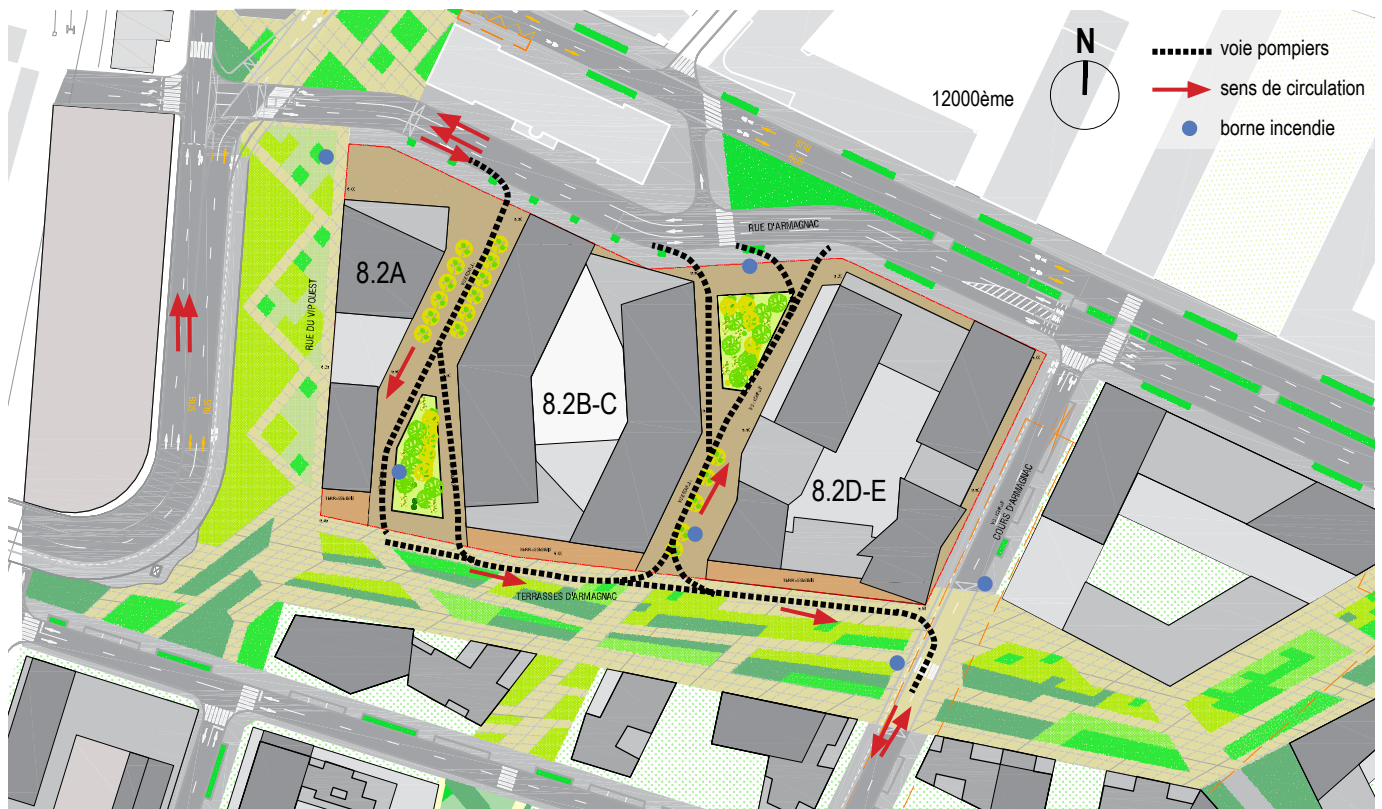 N
12000ème
voie pompiers
sens de circulation
borne incendie
RUE D'ARMAGNAC
8.2A
RUE DU VIP OUEST
8.2B-C
8.2D-E
COURS D'ARMAGNAC
TERRASSES D'ARMAGNAC